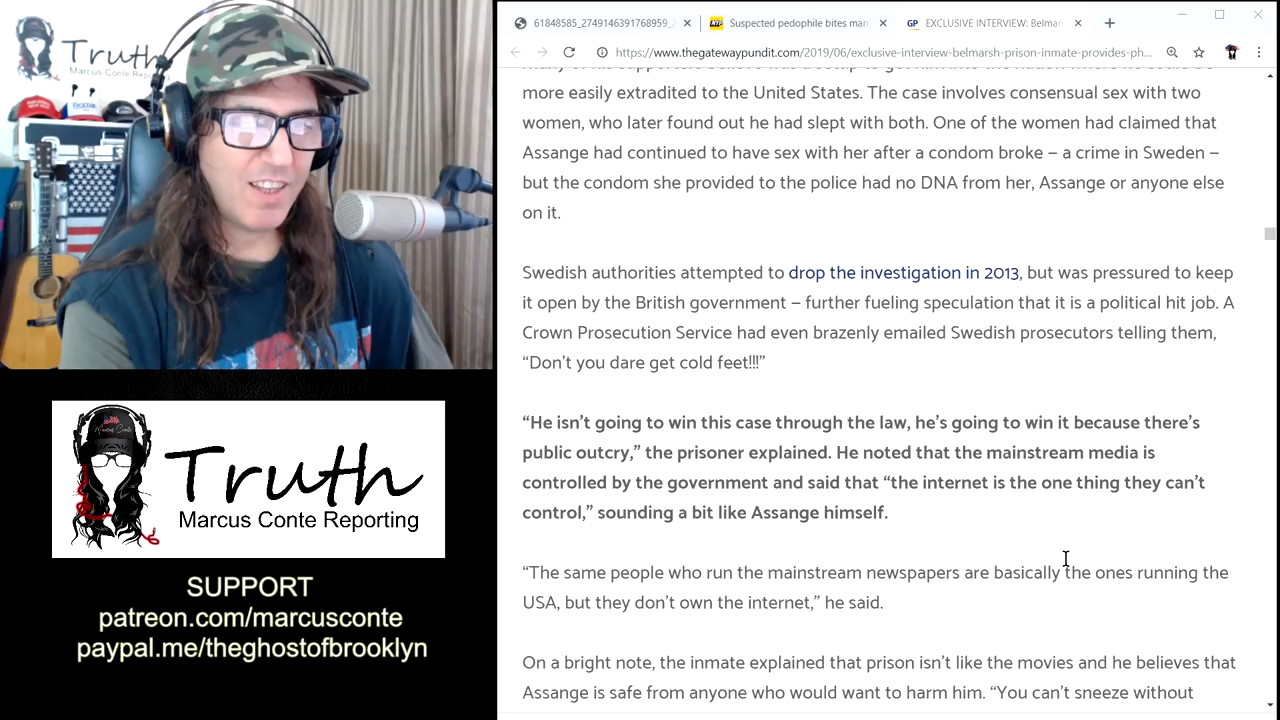 Truth
Marcus Conte Reporting
61848585_2749146391768959_2
Suspected pedophile bites man'
EXCLUSIVE INTERVIEW: Belmar
https://www.thegatewaypundit.com/2019/06/exclusive-interview-belmarsh-prison-inmate-provides-ph...
more easily extradited to the United States. The case involves consensual sex with two
women, who later found out he had slept with both. One of the women had claimed that
Assange had continued to have sex with her after a condom broke – a crime in Sweden –
but the condom she provided to the police had no DNA from her, Assange or anyone else
on it.
Swedish authorities attempted to drop the investigation in 2013, but was pressured to keep
it open by the British government – further fueling speculation that it is a political hit job. A
Crown Prosecution Service had even brazenly emailed Swedish prosecutors telling them,
“Don’t you dare get cold feet!!!”
“He isn’t going to win this case through the law, he’s going to win it because there’s
public outcry,” the prisoner explained. He noted that the mainstream media is
controlled by the government and said that “the internet is the one thing they can’t
control,” sounding a bit like Assange himself.
“The same people who run the mainstream newspapers are basically the ones running the
USA, but they don’t own the internet,” he said.
On a bright note, the inmate explained that prison isn’t like the movies and he believes that
Assange is safe from anyone who would want to harm him. “You can’t sneeze without
Truth
Marcus Conte Reporting
SUPPORT
patreon.com/marcusconte
paypal.me/theghostofbrooklyn